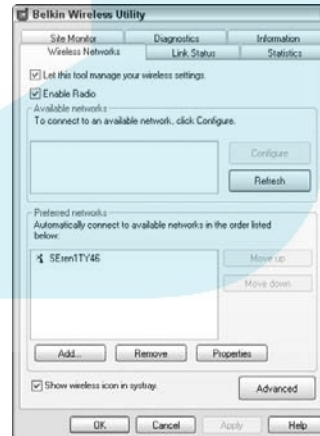 Belkin Wireless Utility
Site Monitor Diagnostics Information
Wireless Networks Link Status Statistics
Let this tool manage your wireless settings.
Enable Radio
Available networks
To connect to an available network, click Configure.
Configure
Refresh
Preferred networks
Automatically connect to available networks in the order listed
below:
SEren1TY46
Move up
Move down
Add... Remove Properties
Show wireless icon in systray.
Advanced
OK Cancel Apply Help